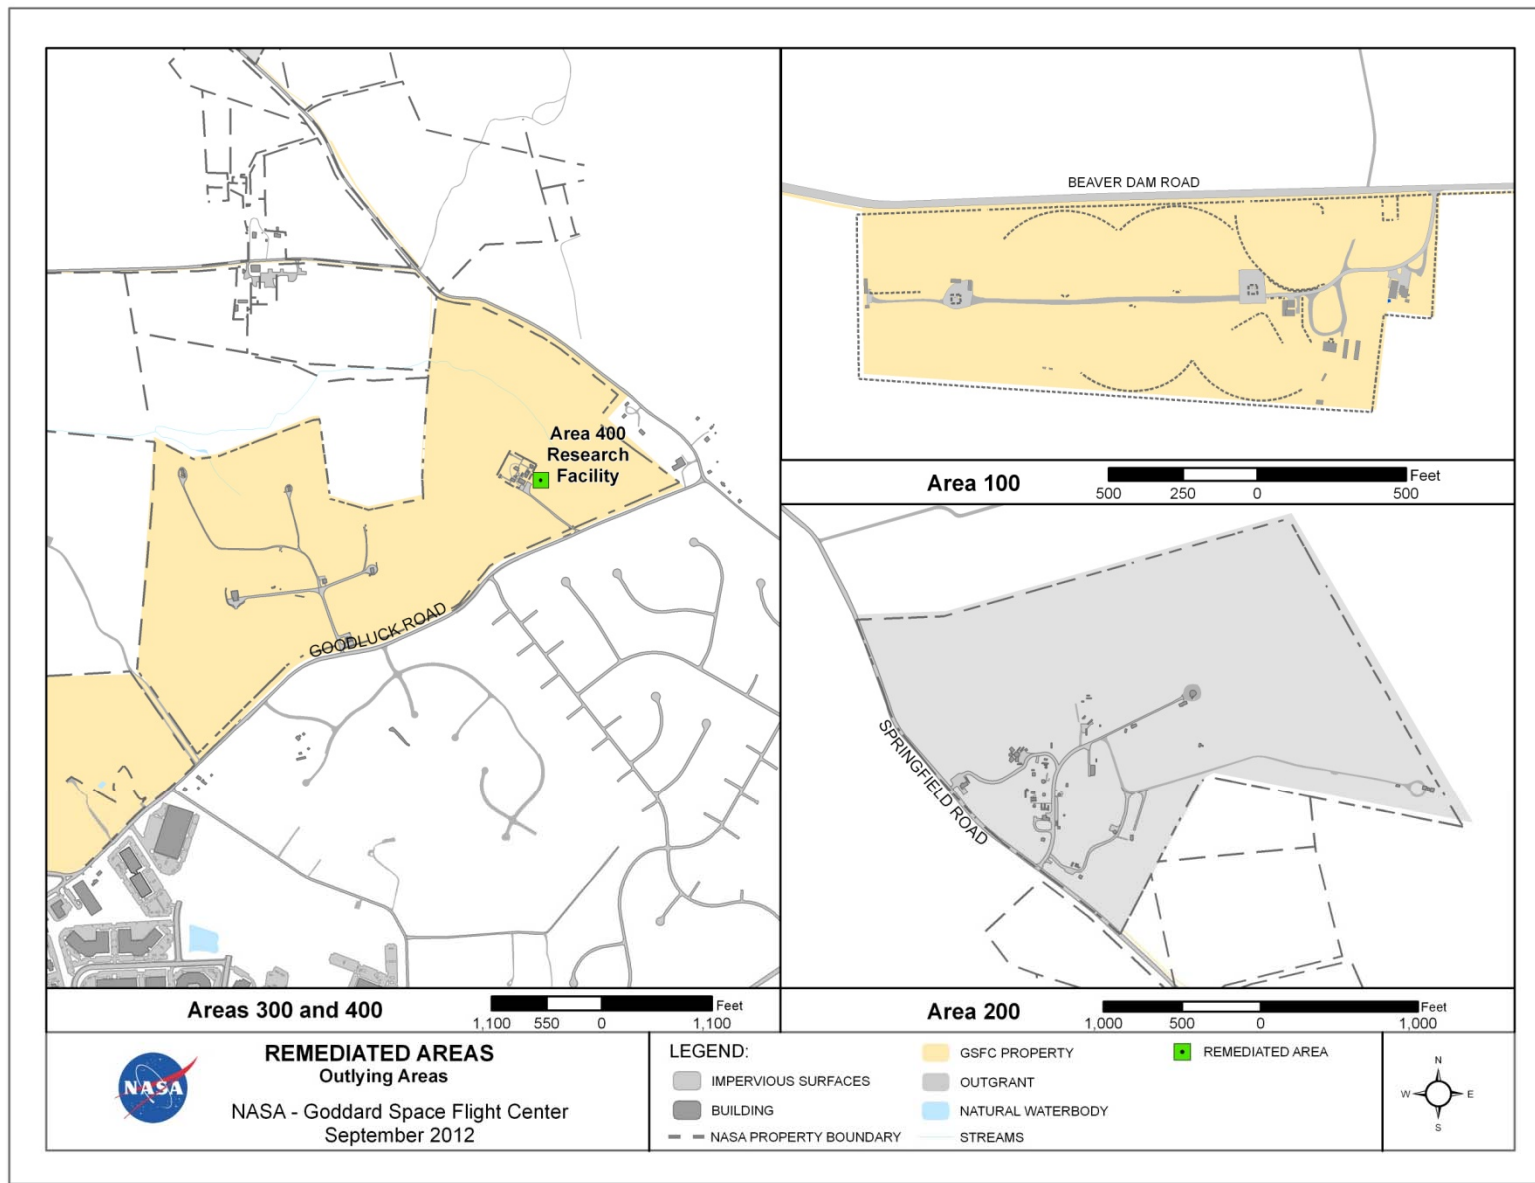 Area 400
Research
Facility
GOODLUCK ROAD
Areas 300 and 400
Feet
1,100 550 0 1,100
BEAVER DAM ROAD
Area 100
Feet
500 250 0 500
SPRINGFIELD ROAD
Area 200
Feet
1,000 500 0 1,000
NASA
REMEDIATED AREAS
Outlying Areas
NASA - Goddard Space Flight Center
September 2012
LEGEND:
IMPERVIOUS SURFACES
BUILDING
NASA PROPERTY BOUNDARY
GSFC PROPERTY
OUTGRANT
NATURAL WATERBODY
STREAMS
REMEDIATED AREA
N
W E
S